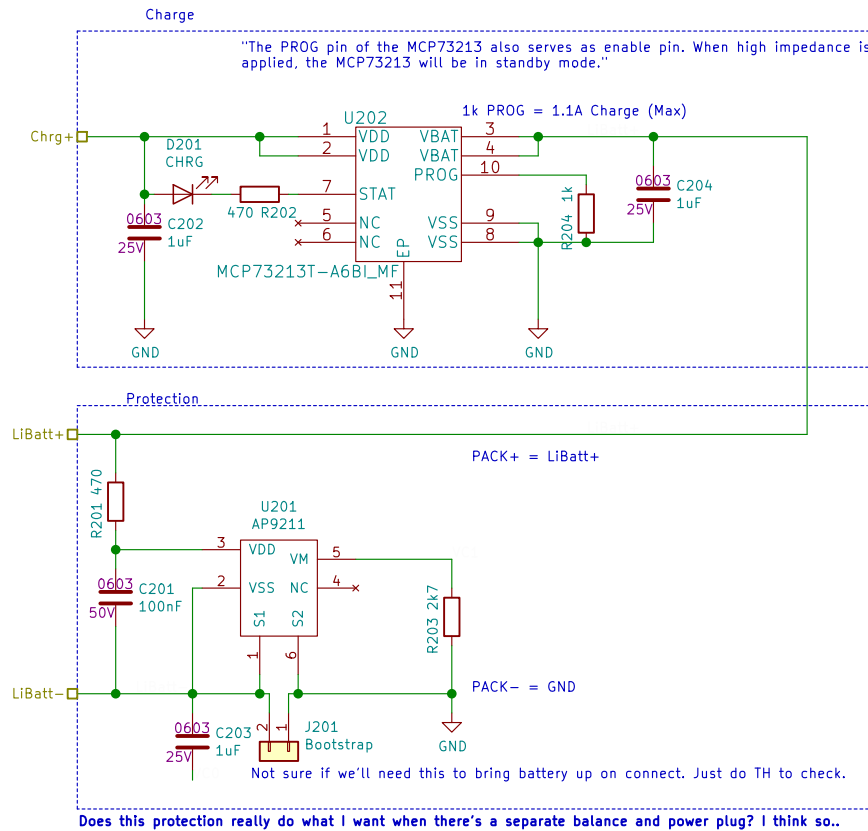 Charge
"The PROG pin of the MCP73213 also serves as enable pin. When high impedance is
applied, the MCP73213 will be in standby mode."
1k PROG = 1.1A Charge (Max)
U202
Chrg+
D201
CHRG
1 VDD
2 VDD
7 STAT
5 NC
6 NC
VBAT 3
VBAT 4
PROG 10
VSS 9
VSS 8
EP
11
470 R202
0603
C202
1uF
25V
R204 1k
0603
C204
1uF
25V
MCP73213T-A6BI_MF
GND
GND
GND
Protection
LiBatt+
PACK+ = LiBatt+
R201 470
U201
AP9211
3 VDD
2 VSS
VM 5
NC 4
S1
S2
1
6
0603
C201
100nF
50V
R203 2k7
LiBatt-
PACK- = GND
0603
C203
1uF
25V
2
1
J201
Bootstrap
GND
Not sure if we'll need this to bring battery up on connect. Just do TH to check.
Does this protection really do what I want when there's a separate balance and power plug? I think so..